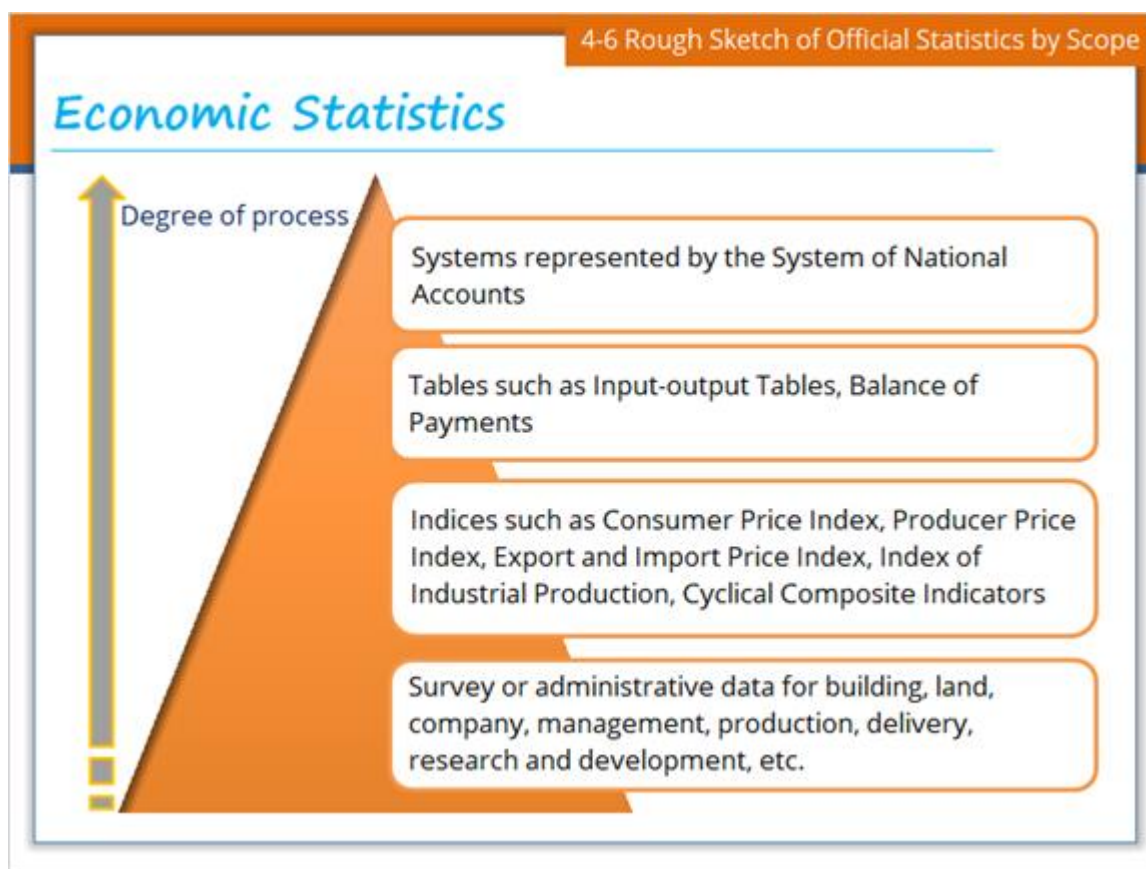 4-6 Rough Sketch of Official Statistics by Scope
Economic Statistics
Degree of process
Systems represented by the System of National
Accounts
Tables such as Input-output Tables, Balance of
Payments
Indices such as Consumer Price Index, Producer Price
Index, Export and Import Price Index, Index of
Industrial Production, Cyclical Composite Indicators
Survey or administrative data for building, land,
company, management, production, delivery,
research and development, etc.